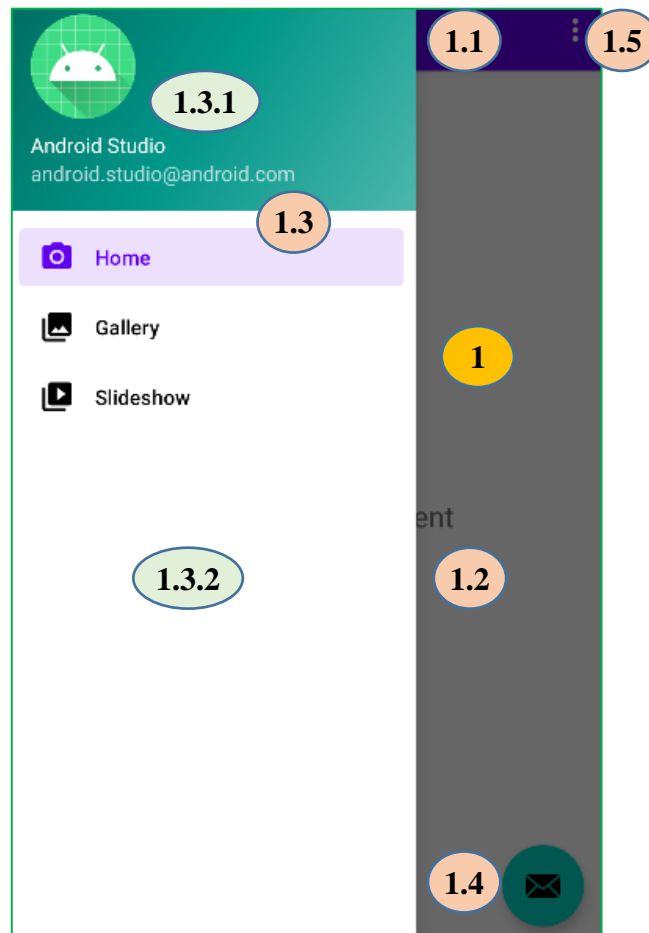 1.1
1.5
1.3.1
Android Studio
android.studio@android.com
1.3
Home
Gallery
1
Slideshow
ent
1.3.2
1.2
1.4